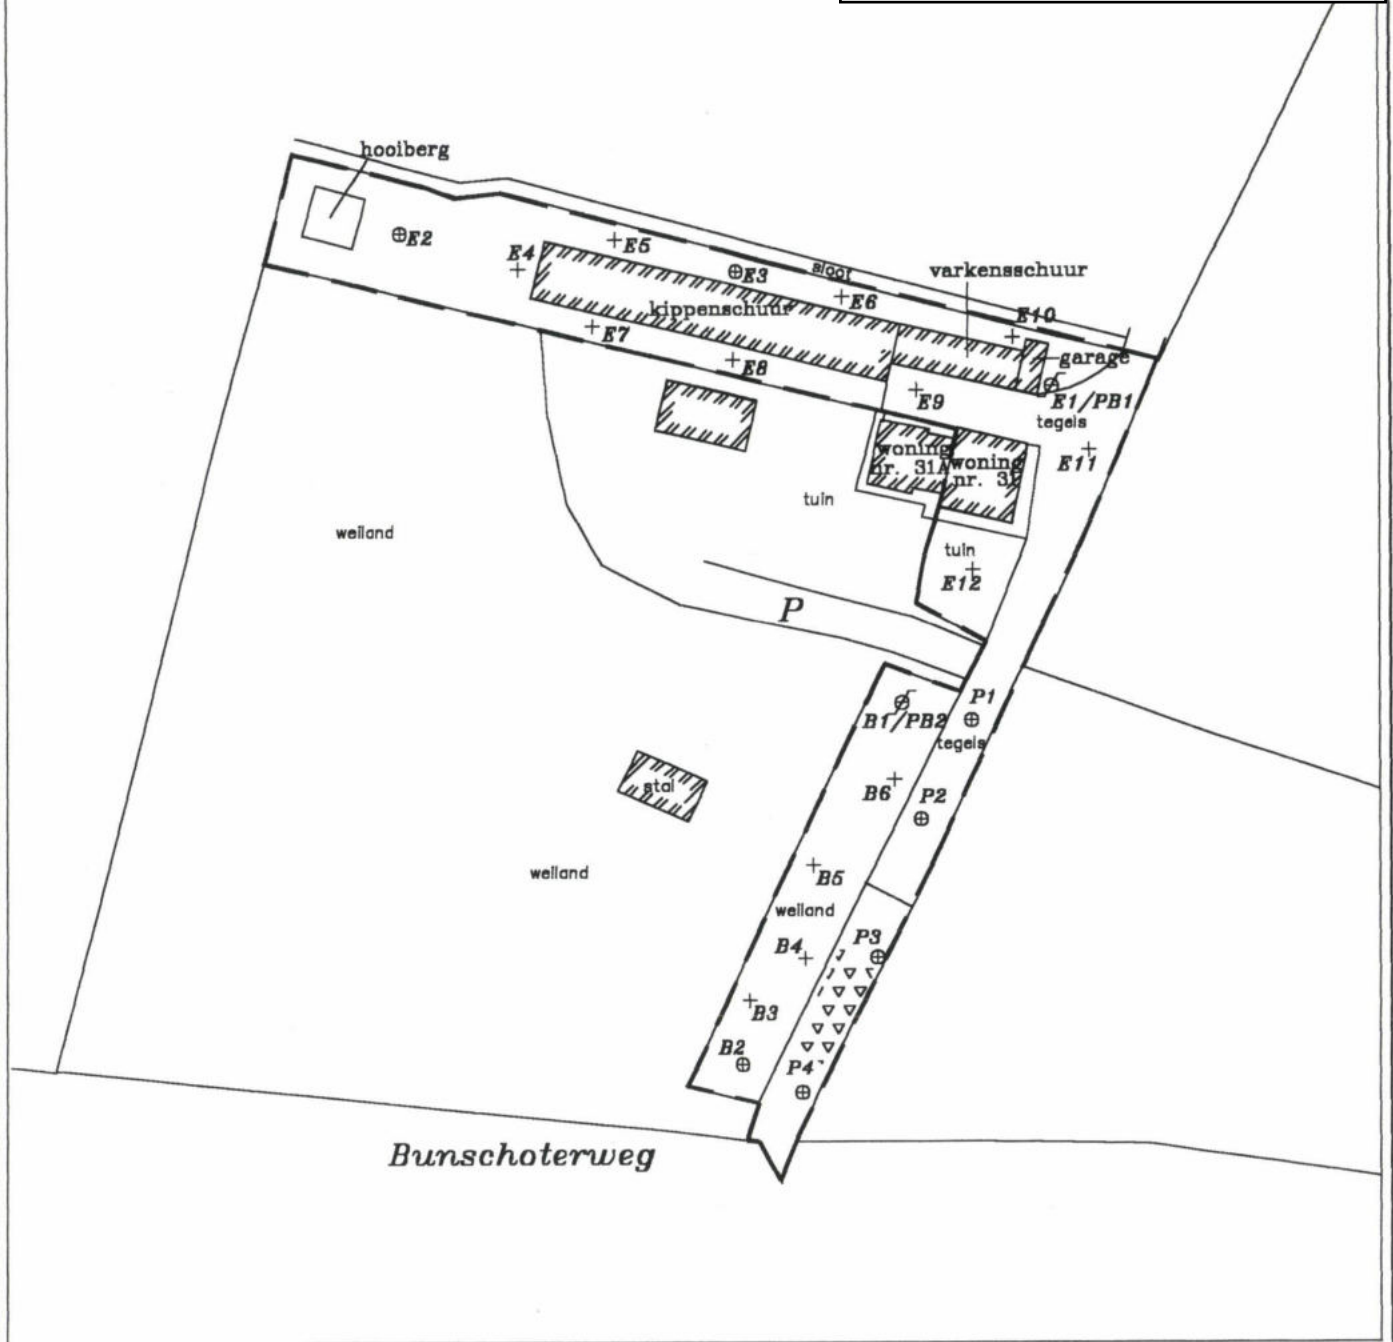 hooiberg
E2
E5
E4
E3
sloot
varkensschuur
E6
kippenschuur
E10
E7
garage
E8
E9
E1/PB1
tegels
woning
nr. 31A
woning
nr. 31
E11
tuin
weiland
tuin
E12
P
P1
B1/PB2
tegels
stal
B6
P2
weiland
B5
weiland
P3
B4
B3
B2
P4
Bunschoterweg